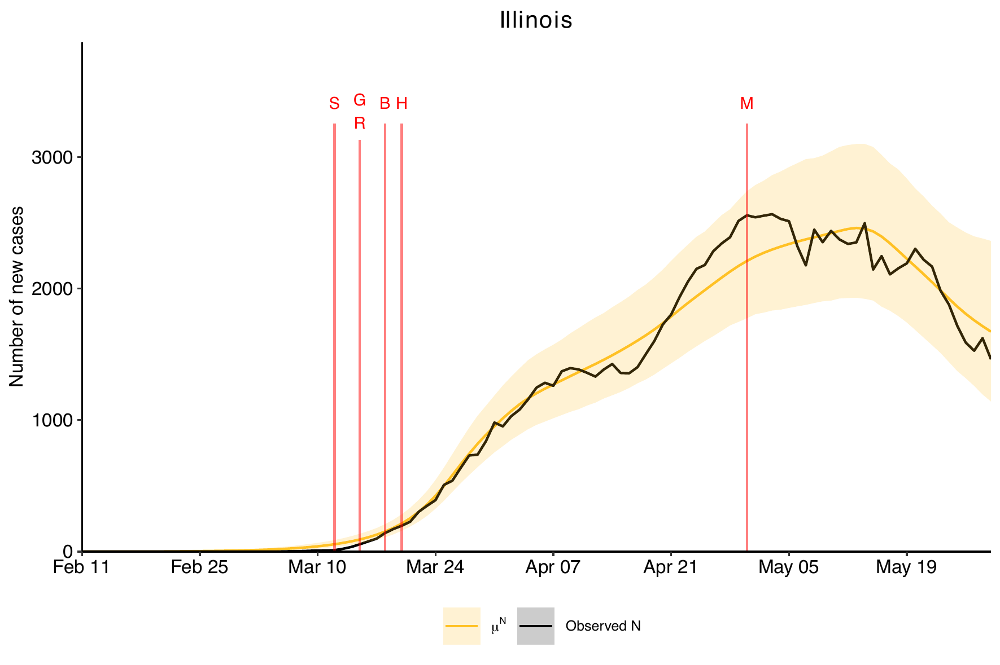 Illinois
S G B H M
R
3000
2000
1000
0
Number of new cases
Feb 11 Feb 25 Mar 10 Mar 24 Apr 07 Apr 21 May 05 May 19
μᴺ Observed N